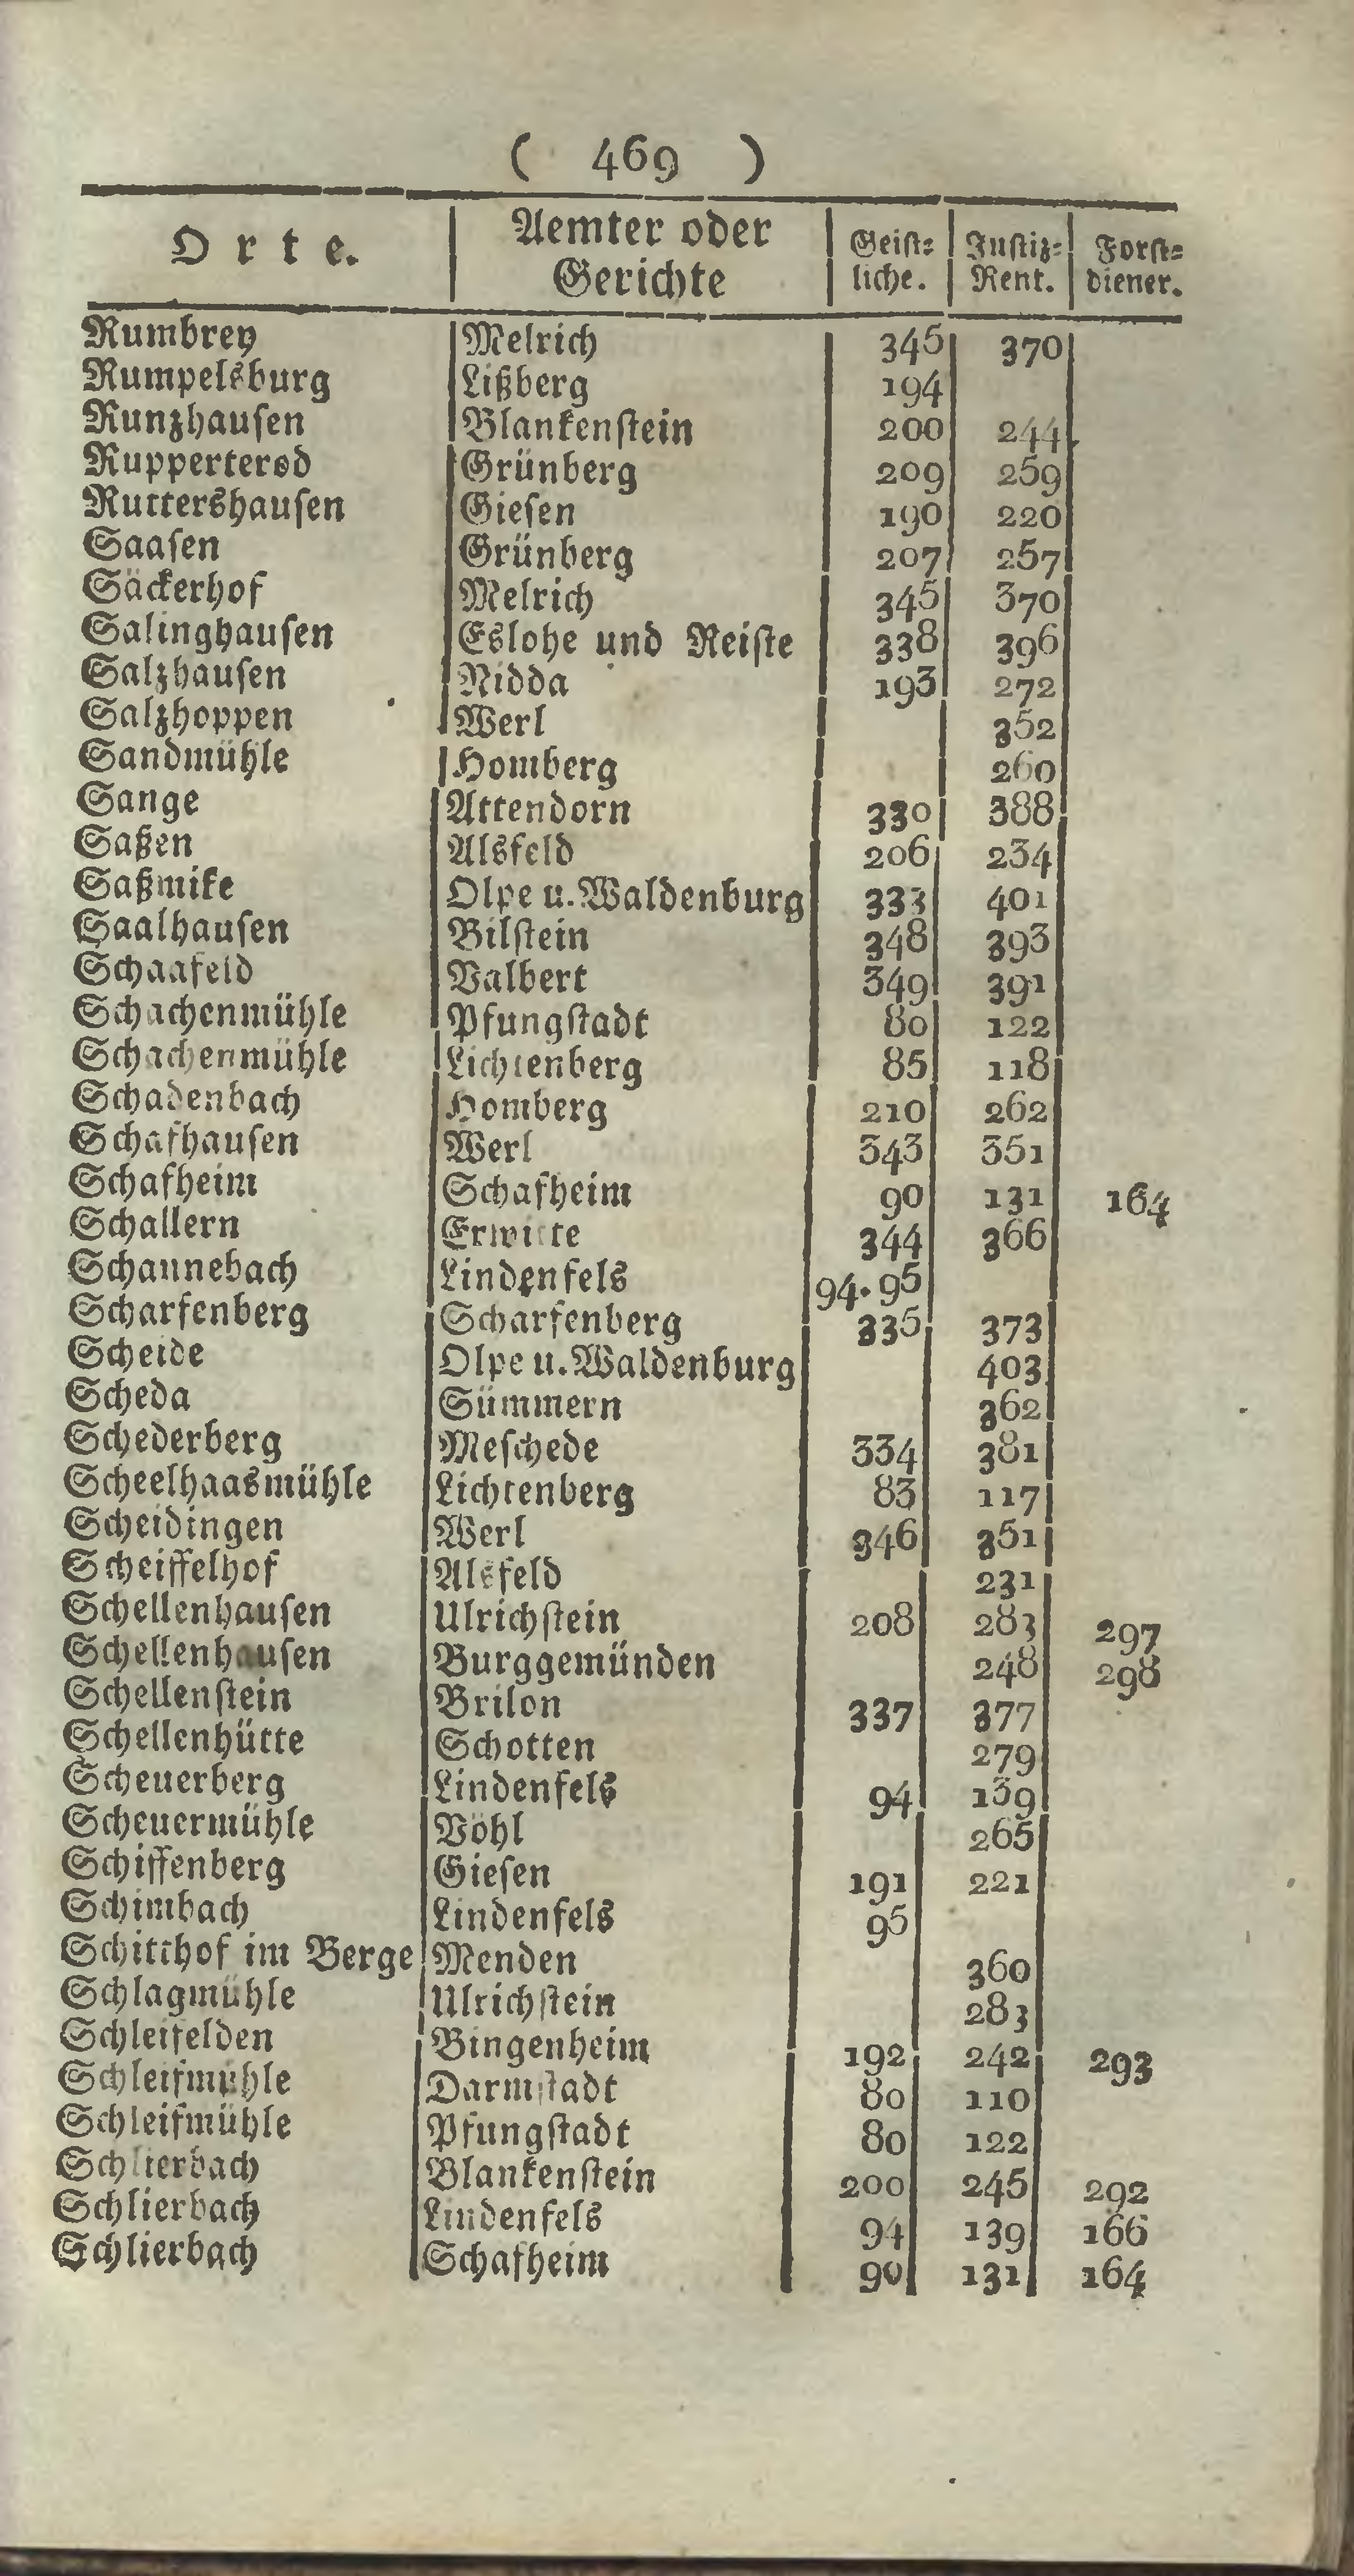 ( 469 )
Orte. Aemter oder Gerichte Geist- liche. Justiz- Rent. Forst- diener.
Rumbrey Melrich 345 370
Rumpelsburg Lißberg 194
Runzhausen Blankenstein 200 244
Ruppertersd Grünberg 209 259
Ruttershausen Giesen 190 220
Saasen Grünberg 207 257
Säckerhof Melrich 345 370
Salinghausen Eslohe und Reiste 338 396
Salzhausen Nidda 193 272
Salzhoppen Werl 352
Sandmühle Homberg 260
Sange Attendorn 330 388
Saßen Alsfeld 206 234
Saßmike Olpe u. Waldenburg 333 401
Saalhausen Bilstein 348 393
Schaafeld Valbert 349 391
Schachenmühle Pfungstadt 80 122
Schachenmühle Lichtenberg 85 118
Schadenbach Homberg 210 262
Schafhausen Werl 343 351
Schafheim Schafheim 90 131 164
Schallern Erwitte 344 366
Schannebach Lindenfels 94. 95
Scharfenberg Scharfenberg 335 373
Scheide Olpe u. Waldenburg 403
Scheda Sümmern 362
Schederberg Meschede 334 381
Scheelhaasmühle Lichtenberg 83 117
Scheidingen Werl 346 351
Scheiffelhof Alsfeld 231
Schellenhausen Ulrichstein 208 283 297
Schellenhausen Burggemünden 248 298
Schellenstein Brilon 337 377
Schellenhütte Schotten 279
Scheuerberg Lindenfels 94 139
Scheuermühle Vöhl 265
Schiffenberg Giesen 191 221
Schimbach Lindenfels 95
Schitthof im Berge Menden 360
Schlagmühle Ulrichstein 283
Schleifelden Bingenheim 192 242 293
Schleifmühle Darmstadt 80 110
Schleifmühle Pfungstadt 80 122
Schlierbach Blankenstein 200 245 292
Schlierbach Lindenfels 94 139 166
Schlierbach Schafheim 90 131 164